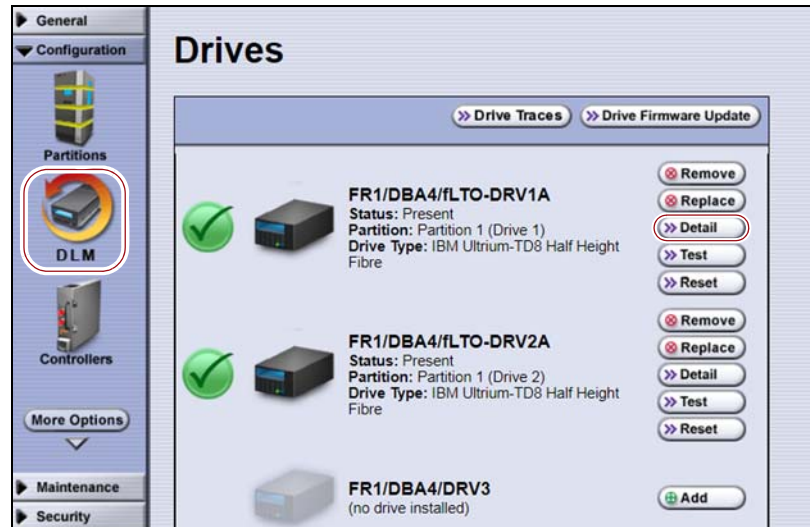 General
Configuration
Partitions
DLM
Controllers
More Options
Maintenance
Security
Drives
Drive Traces
Drive Firmware Update
FR1/DBA4/fLTO-DRV1A
Status: Present
Partition: Partition 1 (Drive 1)
Drive Type: IBM Ultrium-TD8 Half Height
Fibre
Remove
Replace
Detail
Test
Reset
FR1/DBA4/fLTO-DRV2A
Status: Present
Partition: Partition 1 (Drive 2)
Drive Type: IBM Ultrium-TD8 Half Height
Fibre
Remove
Replace
Detail
Test
Reset
FR1/DBA4/DRV3
(no drive installed)
Add